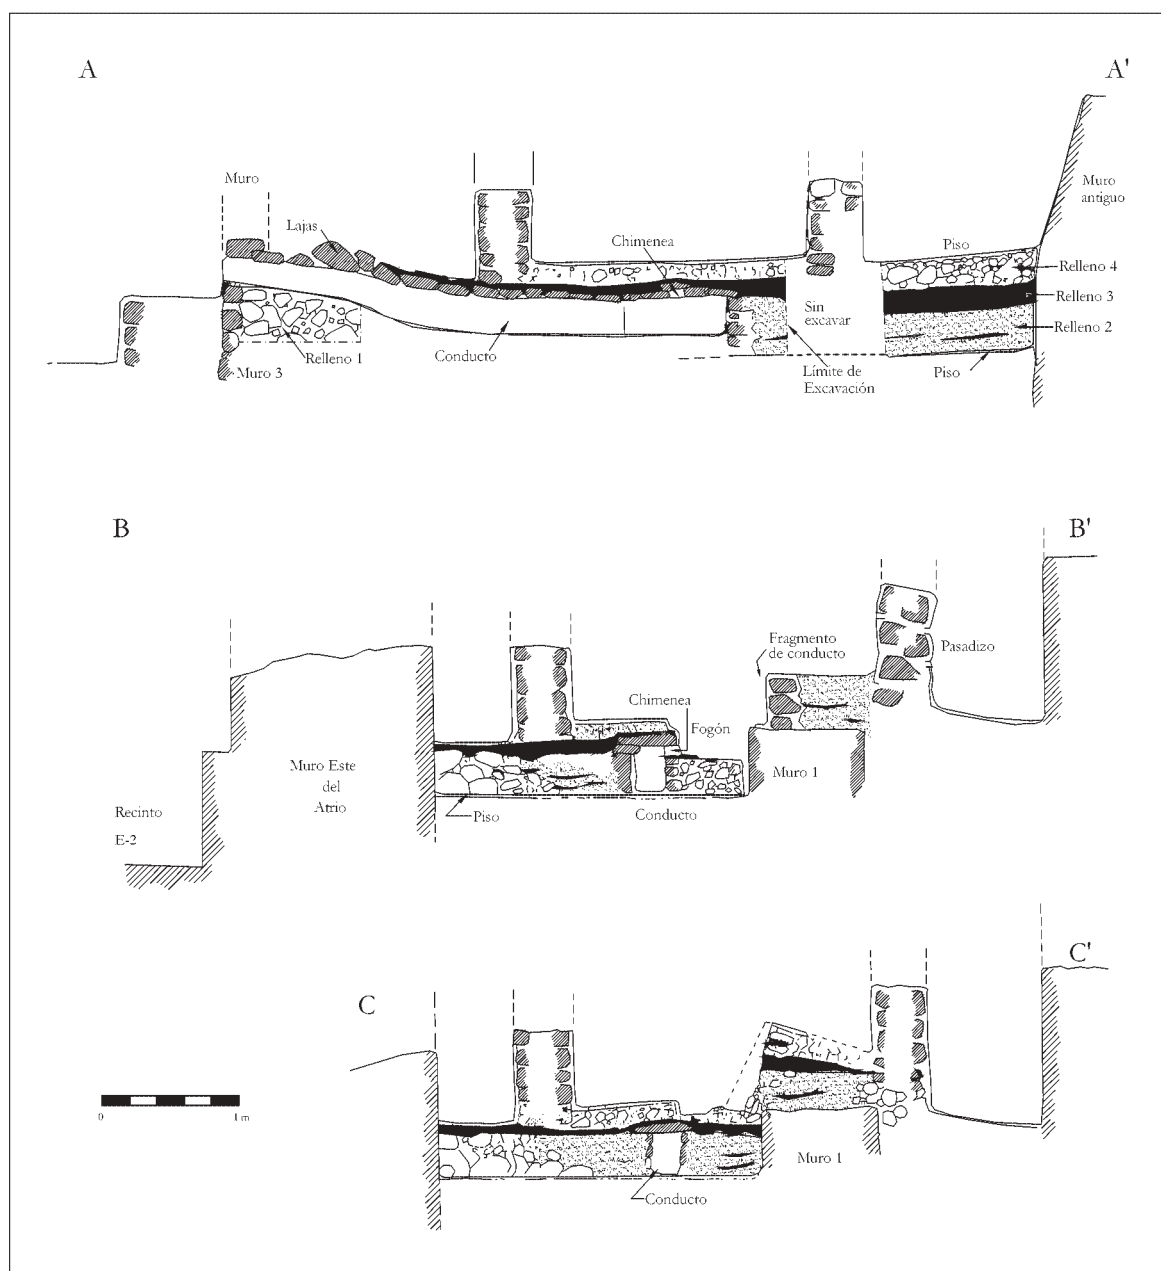 A
A'
Muro
Lajas
Chimenea
Muro
antiguo
Piso
Relleno 4
Relleno 3
Sin
excavar
Relleno 2
Relleno 1
Conducto
Muro 3
Límite de
Excavación
Piso
B
B'
Fragmento
de conducto
Pasadizo
Chimenea
Fogón
Muro Este
del
Atrio
Muro 1
Recinto
E-2
Piso
Conducto
C'
C
0
1 m
Muro 1
Conducto